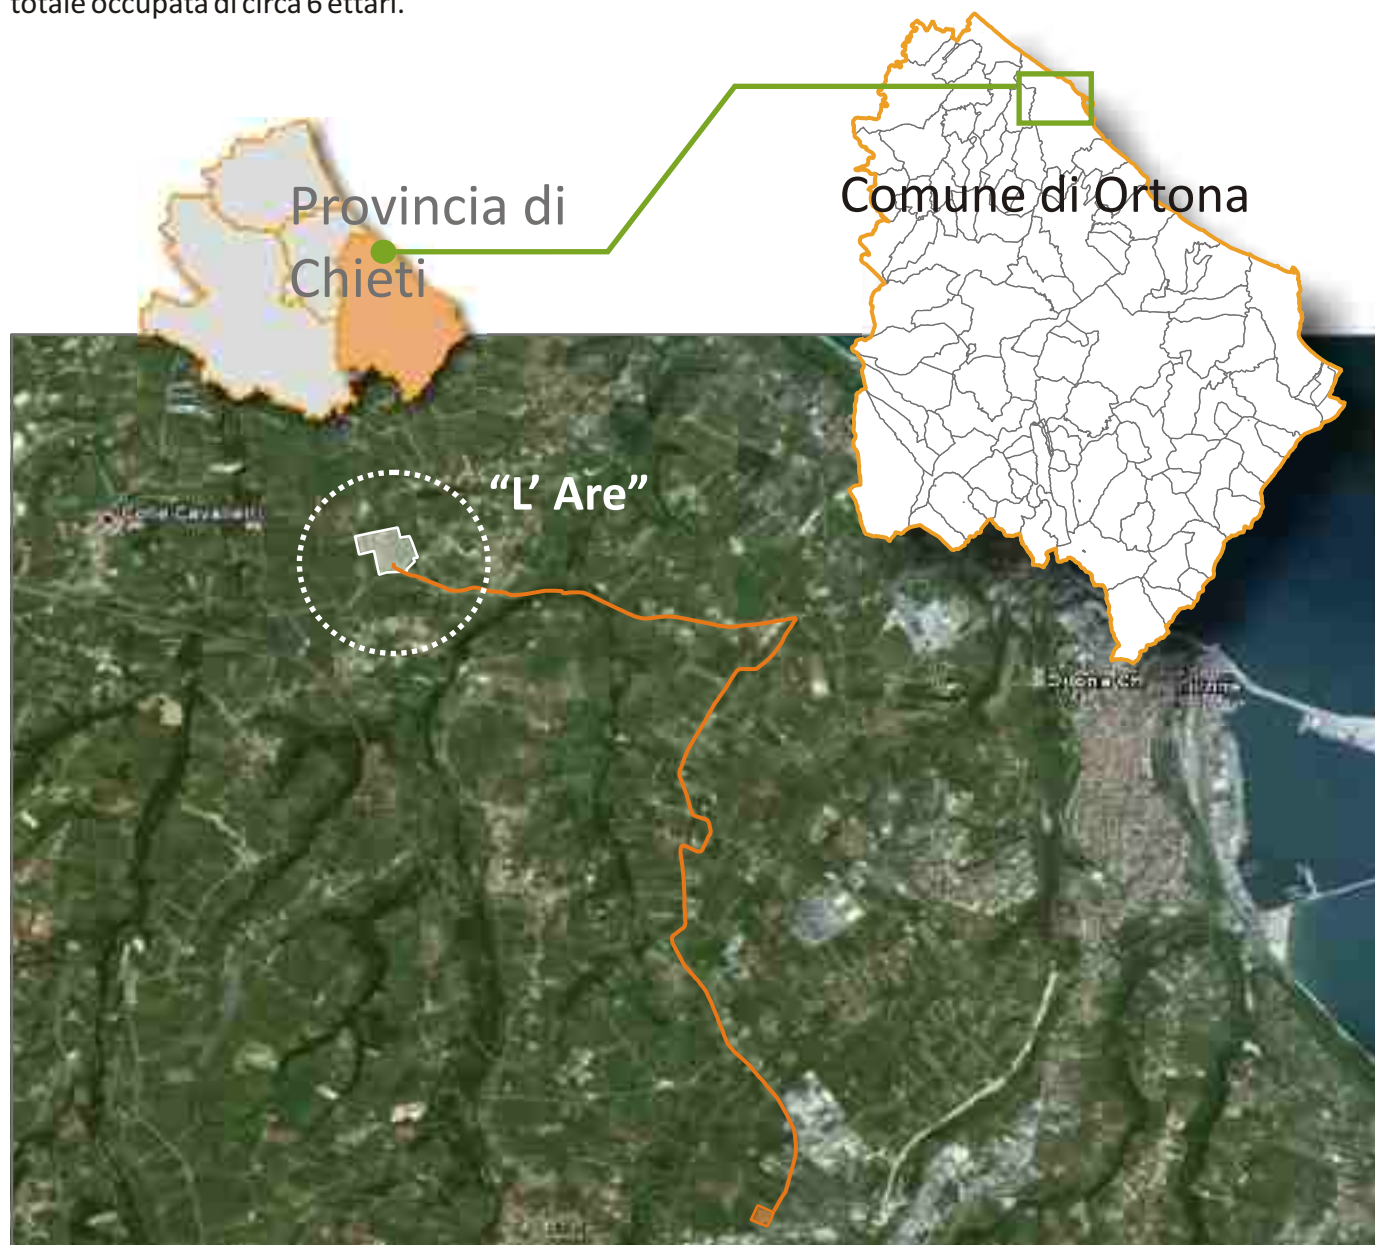 totale occupata di circa 6 ettari.
Provincia di
Chieti
Comune di Ortona
“L’ Are”